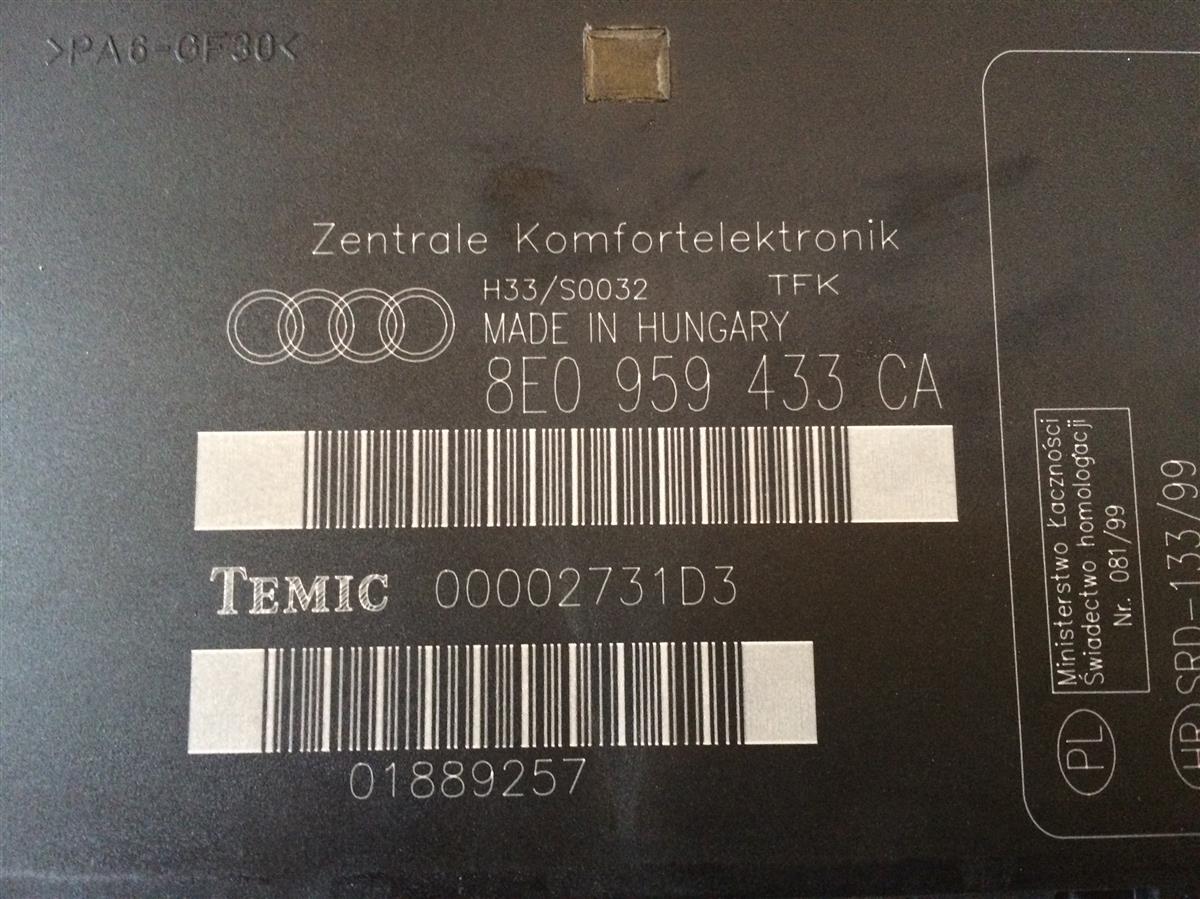 >PA6-GF30<
Zentrale Komfortelektronik
H33/S0032 TFK
MADE IN HUNGARY
8E0 959 433 CA
TEMIC 00002731D3
01889257
Ministerstwo Łączności
Świadectwo homologacji
Nr. 081/99
PL
SRD-133/99
HR